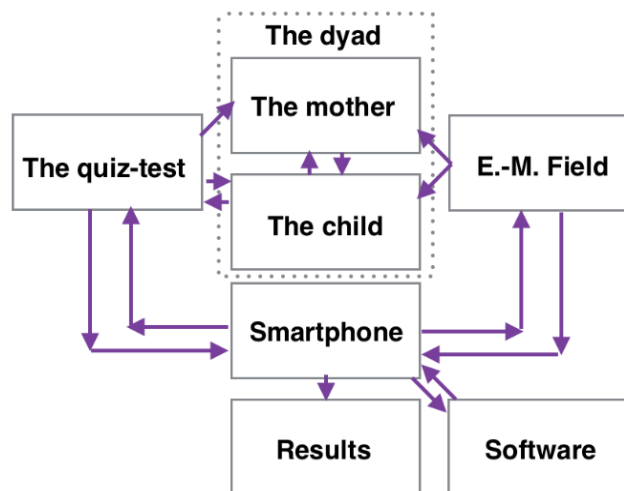 The dyad
The mother
The quiz-test
E.-M. Field
The child
Smartphone
Results
Software